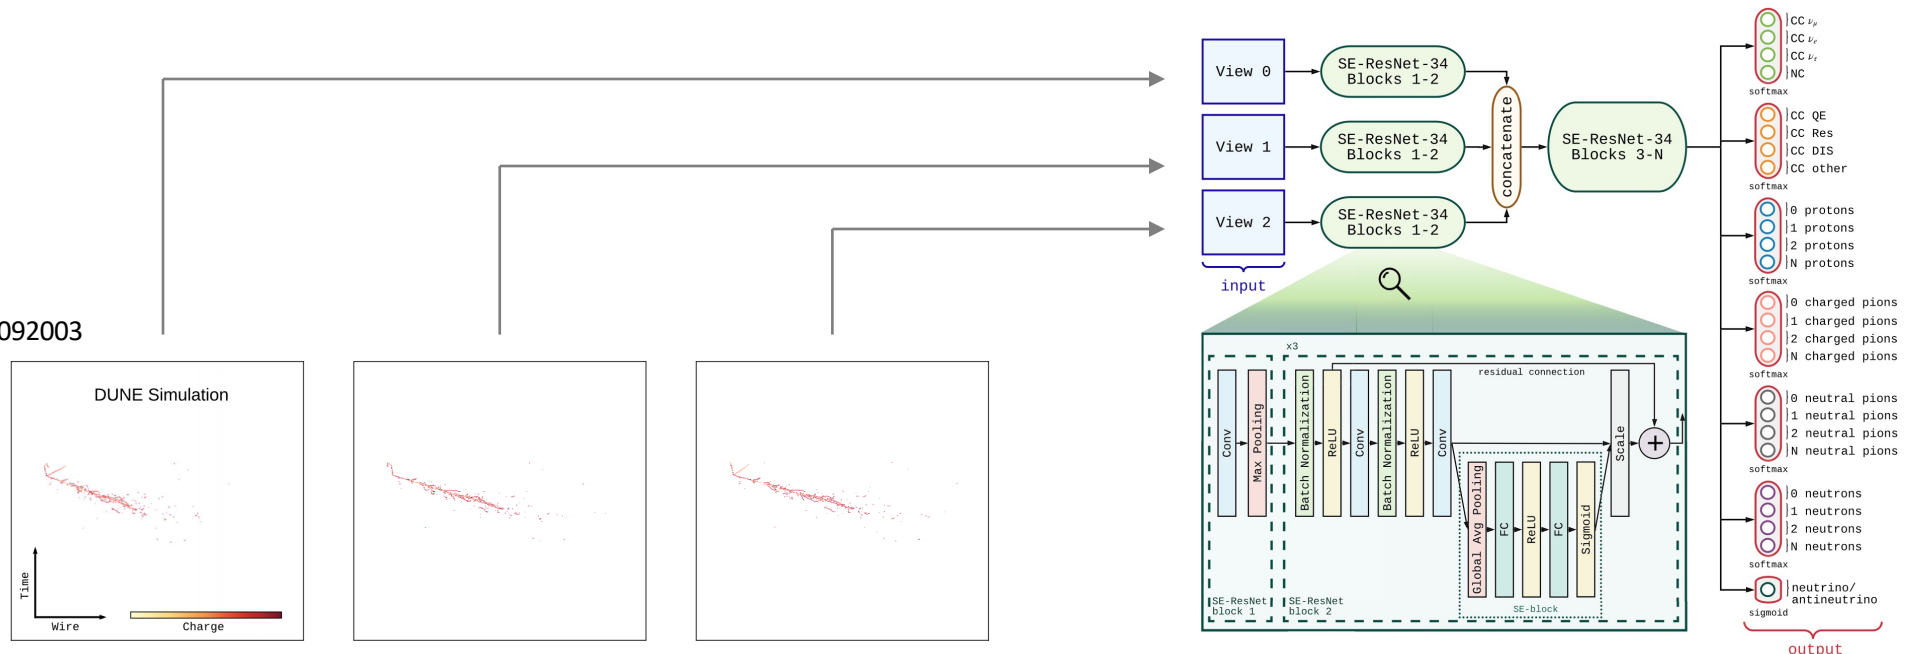 092003
DUNE Simulation
Time
Wire
Charge
View 0
View 1
View 2
input
SE-ResNet-34
Blocks 1-2
SE-ResNet-34
Blocks 1-2
SE-ResNet-34
Blocks 1-2
concatenate
SE-ResNet-34
Blocks 3-N
x3
residual connection
Conv
Max Pooling
Batch Normalization
ReLU
Conv
Batch Normalization
ReLU
Conv
Global Avg Pooling
FC
ReLU
FC
Sigmoid
Scale
+
SE-ResNet
block 1
SE-ResNet
block 2
SE-block
CC νμ
CC νe
CC ντ
NC
softmax
CC QE
CC Res
CC DIS
CC other
softmax
0 protons
1 protons
2 protons
N protons
softmax
0 charged pions
1 charged pions
2 charged pions
N charged pions
softmax
0 neutral pions
1 neutral pions
2 neutral pions
N neutral pions
softmax
0 neutrons
1 neutrons
2 neutrons
N neutrons
softmax
neutrino/
antineutrino
sigmoid
output